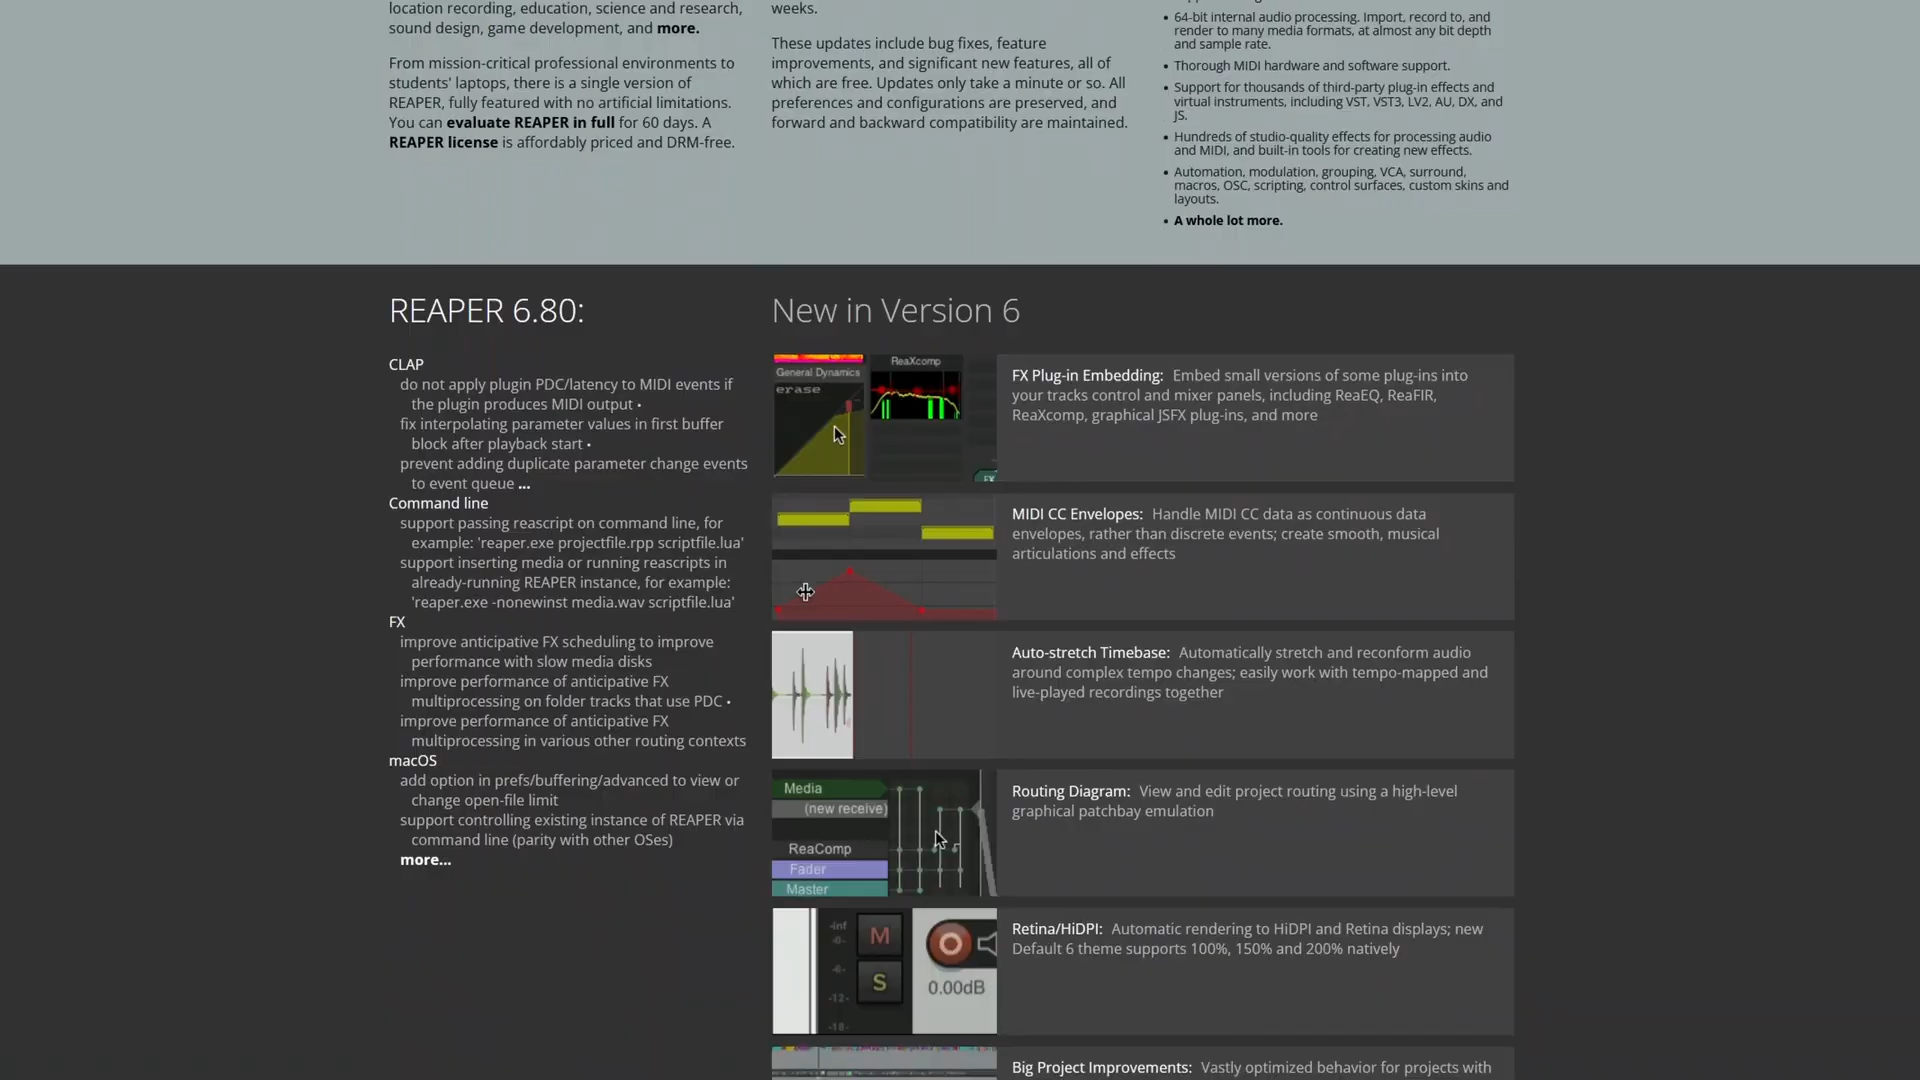 location recording, education, science and research,
sound design, game development, and more.
From mission-critical professional environments to
students' laptops, there is a single version of
REAPER, fully featured with no artificial limitations.
You can evaluate REAPER in full for 60 days. A
REAPER license is affordably priced and DRM-free.
weeks.
These updates include bug fixes, feature
improvements, and significant new features, all of
which are free. Updates only take a minute or so. All
preferences and configurations are preserved, and
forward and backward compatibility are maintained.
• 64-bit internal audio processing. Import, record to, and
render to many media formats, at almost any bit depth
and sample rate.
• Thorough MIDI hardware and software support.
• Support for thousands of third-party plug-in effects and
virtual instruments, including VST, VST3, LV2, AU, DX, and
JS.
• Hundreds of studio-quality effects for processing audio
and MIDI, and built-in tools for creating new effects.
• Automation, modulation, grouping, VCA, surround,
macros, OSC, scripting, control surfaces, custom skins and
layouts.
• A whole lot more.
REAPER 6.80:
CLAP
do not apply plugin PDC/latency to MIDI events if
the plugin produces MIDI output •
fix interpolating parameter values in first buffer
block after playback start •
prevent adding duplicate parameter change events
to event queue ...
Command line
support passing reascript on command line, for
example: 'reaper.exe projectfile.rpp scriptfile.lua'
support inserting media or running reascripts in
already-running REAPER instance, for example:
'reaper.exe -nonewinst media.wav scriptfile.lua'
FX
improve anticipative FX scheduling to improve
performance with slow media disks
improve performance of anticipative FX
multiprocessing on folder tracks that use PDC •
improve performance of anticipative FX
multiprocessing in various other routing contexts
macOS
add option in prefs/buffering/advanced to view or
change open-file limit
support controlling existing instance of REAPER via
command line (parity with other OSes)
more...
New in Version 6
General Dynamics
erase
ReaXcomp
FX
FX Plug-in Embedding: Embed small versions of some plug-ins into
your tracks control and mixer panels, including ReaEQ, ReaFIR,
ReaXcomp, graphical JSFX plug-ins, and more
MIDI CC Envelopes: Handle MIDI CC data as continuous data
envelopes, rather than discrete events; create smooth, musical
articulations and effects
Auto-stretch Timebase: Automatically stretch and reconform audio
around complex tempo changes; easily work with tempo-mapped and
live-played recordings together
Media
(new receive)
ReaComp
Fader
Master
Routing Diagram: View and edit project routing using a high-level
graphical patchbay emulation
-inf
-0-
-6-
-12-
-18-
M
S
0.00dB
Retina/HiDPI: Automatic rendering to HiDPI and Retina displays; new
Default 6 theme supports 100%, 150% and 200% natively
Big Project Improvements: Vastly optimized behavior for projects with